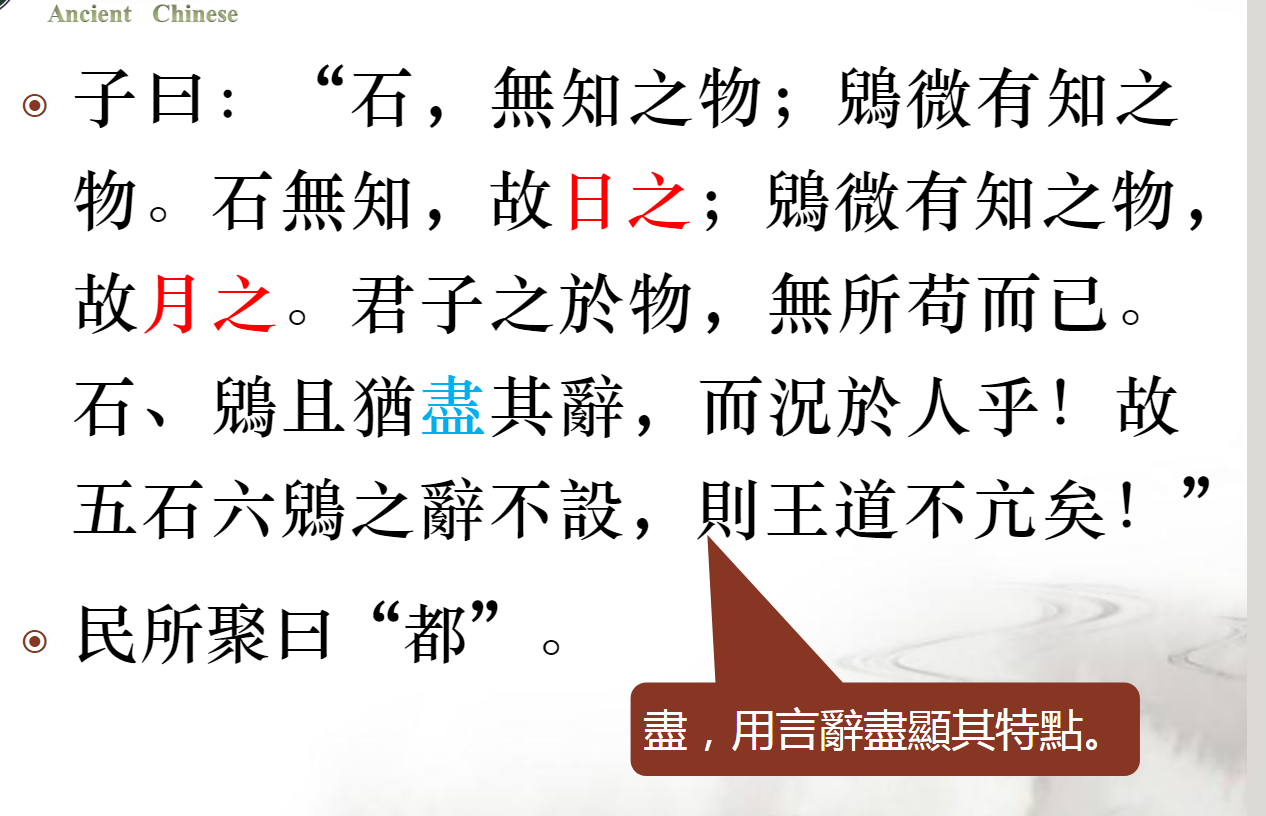 Ancient Chinese
子曰：“石，無知之物；鶂微有知之
物。石無知，故日之；鶂微有知之物，
故月之。君子之於物，無所苟而已。
石、鶂且猶盡其辭，而況於人乎！故
五石六鶂之辭不設，則王道不亢矣！”
民所聚曰“都”。
盡，用言辭盡顯其特點。